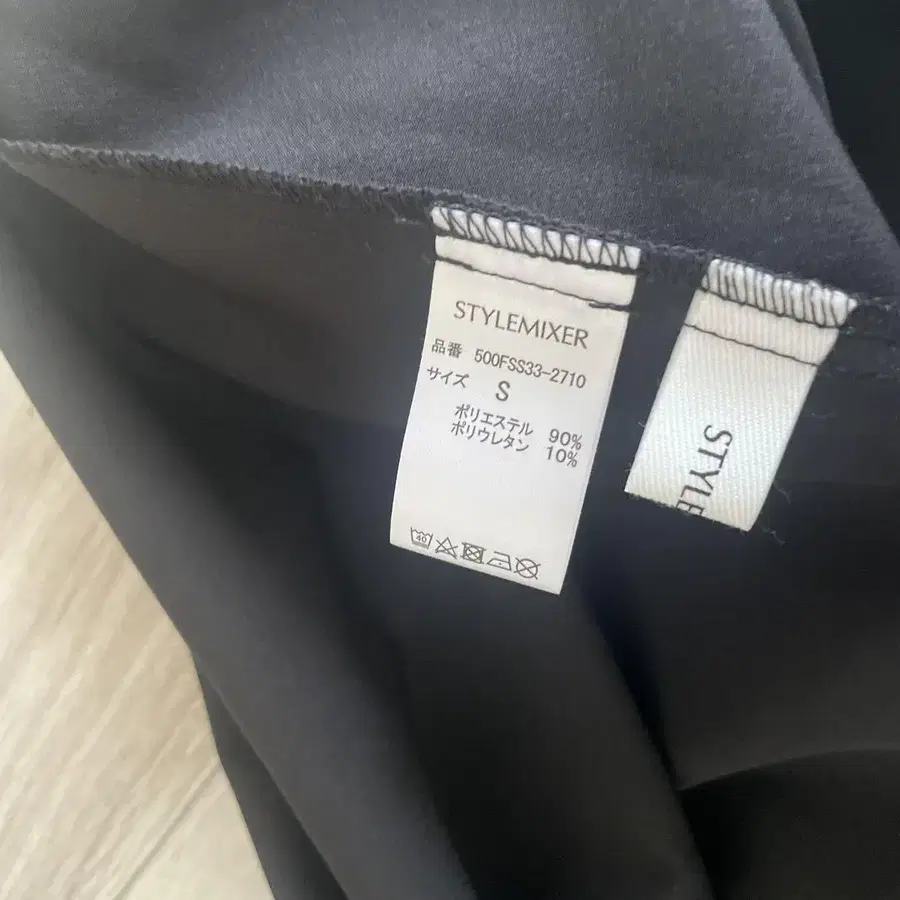 STYLEMIXER
品番 500FSS33-2710
サイズ S
ポリエステル 90%
ポリウレタン 10%
40
STYLE